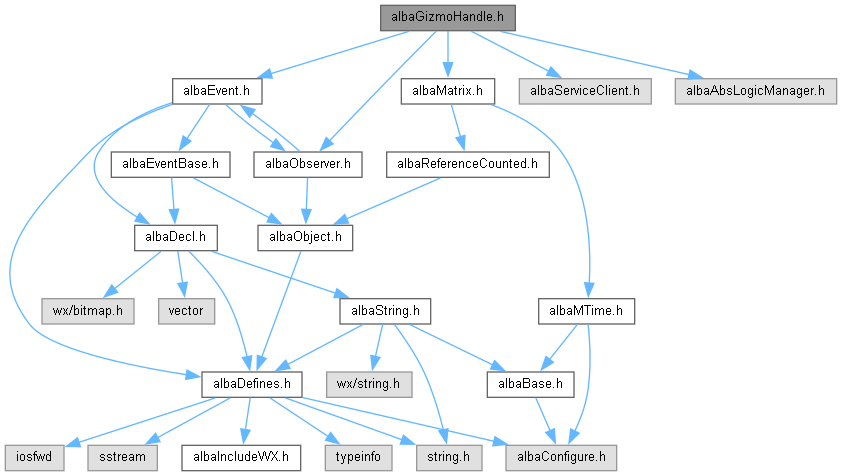 albaGizmoHandle.h
albaEvent.h
albaMatrix.h
albaServiceClient.h
albaAbsLogicManager.h
albaEventBase.h
albaObserver.h
albaReferenceCounted.h
albaDecl.h
albaObject.h
wx/bitmap.h
vector
albaString.h
albaMTime.h
albaDefines.h
wx/string.h
albaBase.h
iosfwd
sstream
albaIncludeWX.h
typeinfo
string.h
albaConfigure.h